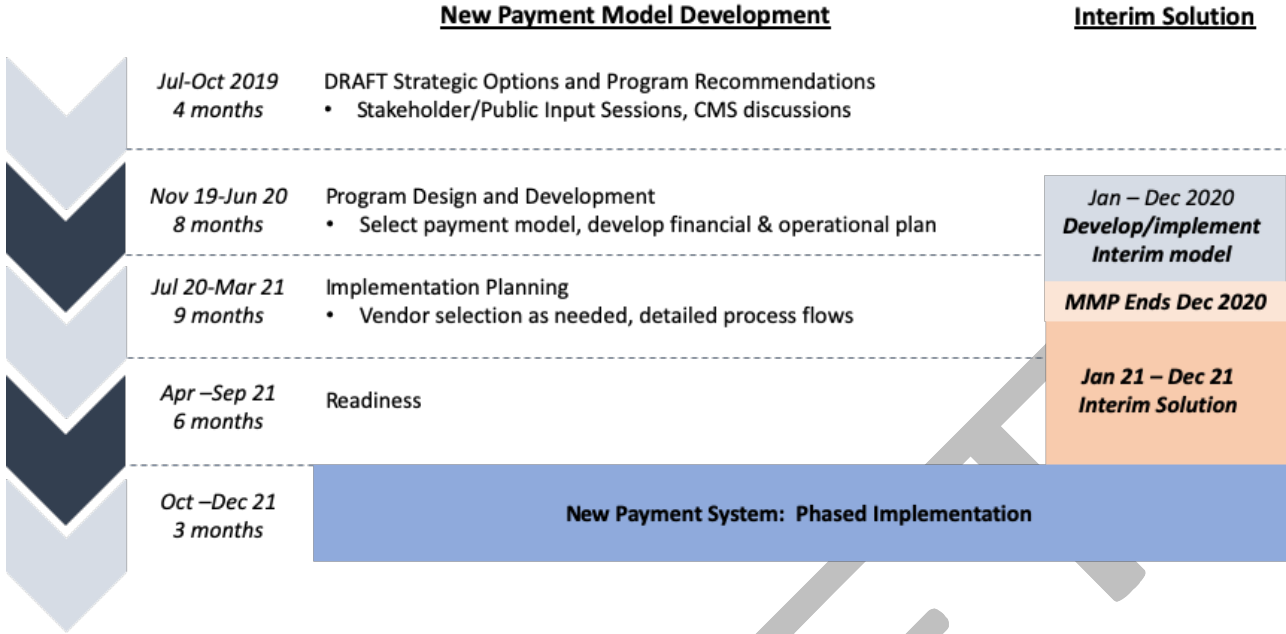 New Payment Model Development
Interim Solution
Jul-Oct 2019
4 months
DRAFT Strategic Options and Program Recommendations
• Stakeholder/Public Input Sessions, CMS discussions
Nov 19-Jun 20
8 months
Program Design and Development
• Select payment model, develop financial & operational plan
Jan – Dec 2020
Develop/implement
Interim model
Jul 20-Mar 21
9 months
Implementation Planning
• Vendor selection as needed, detailed process flows
MMP Ends Dec 2020
Apr –Sep 21
6 months
Readiness
Jan 21 – Dec 21
Interim Solution
Oct –Dec 21
3 months
New Payment System: Phased Implementation